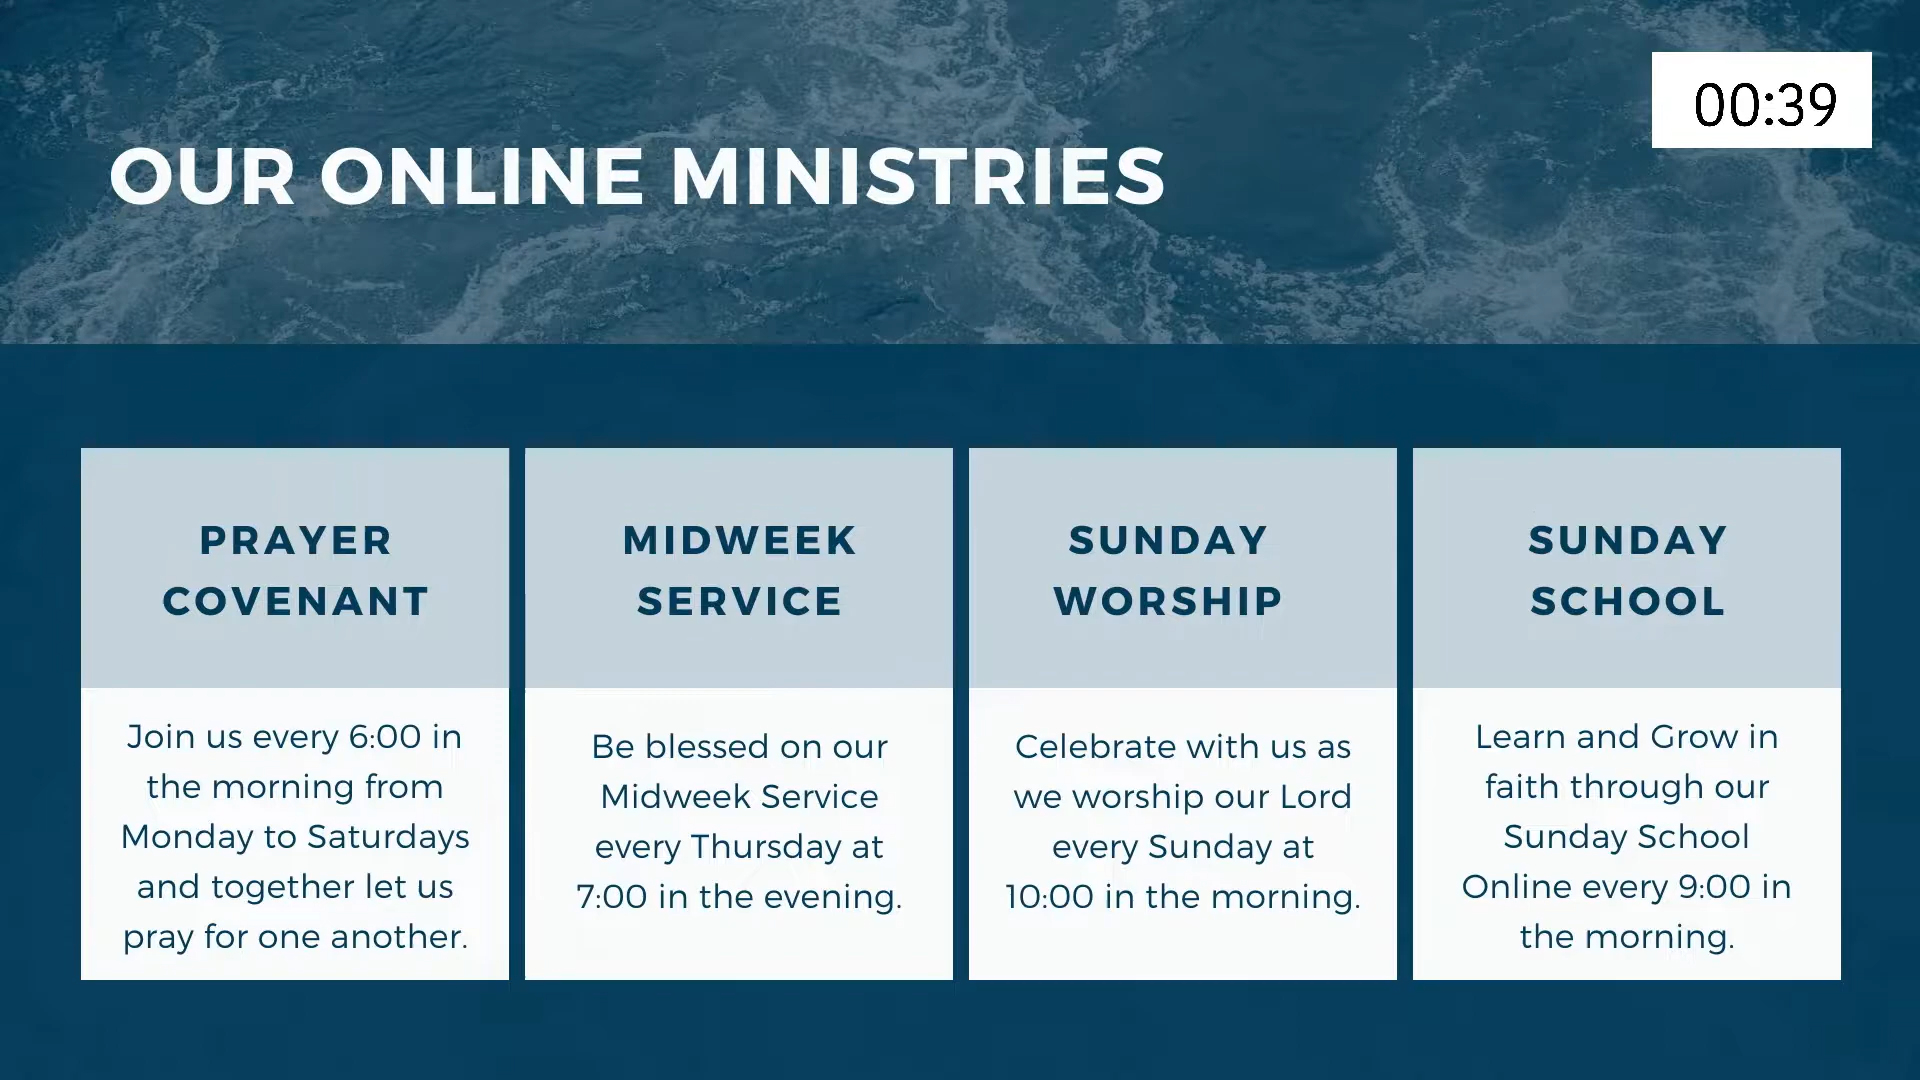 00:39
OUR ONLINE MINISTRIES
PRAYER
COVENANT
Join us every 6:00 in
the morning from
Monday to Saturdays
and together let us
pray for one another.
MIDWEEK
SERVICE
Be blessed on our
Midweek Service
every Thursday at
7:00 in the evening.
SUNDAY
WORSHIP
Celebrate with us as
we worship our Lord
every Sunday at
10:00 in the morning.
SUNDAY
SCHOOL
Learn and Grow in
faith through our
Sunday School
Online every 9:00 in
the morning.